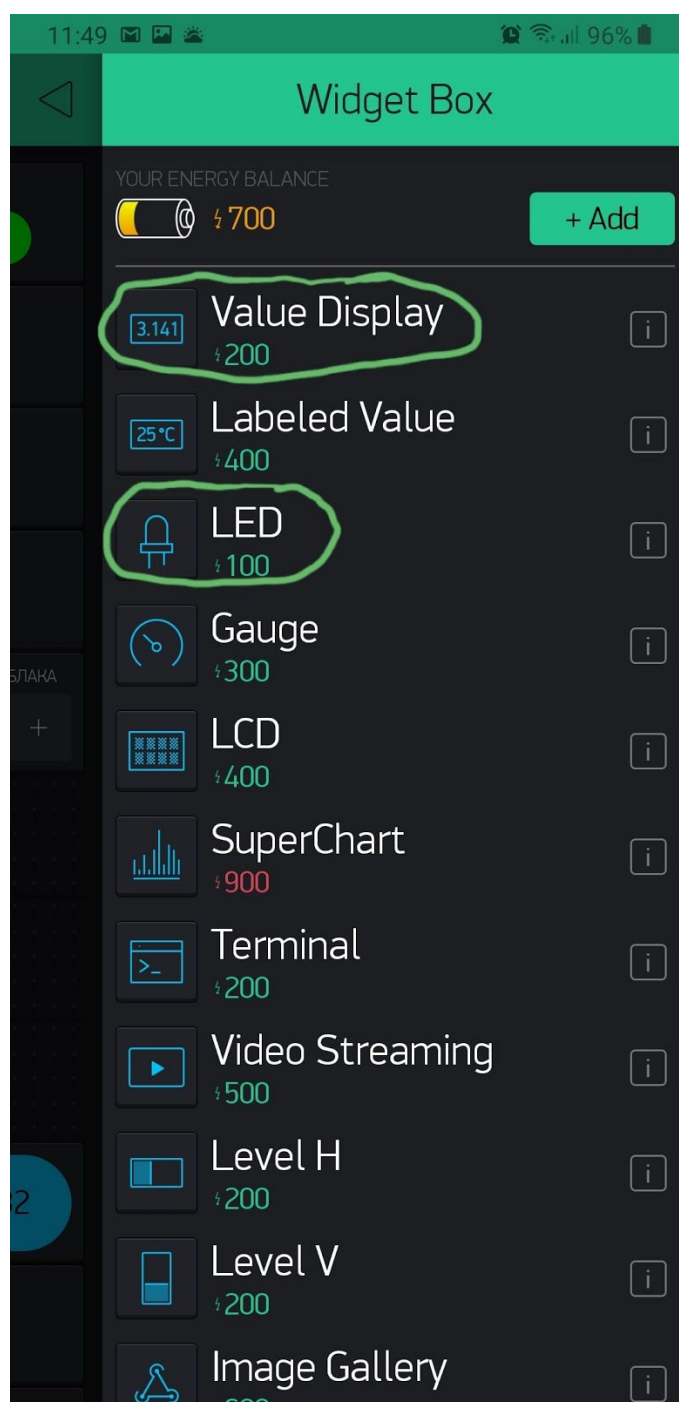 11:49
96%
Widget Box
YOUR ENERGY BALANCE
700
+ Add
3.141
Value Display
200
25°C
Labeled Value
400
LED
100
Gauge
300
БЛАКА
+
LCD
400
SuperChart
900
>_
Terminal
200
Video Streaming
500
Level H
200
2
Level V
200
Image Gallery